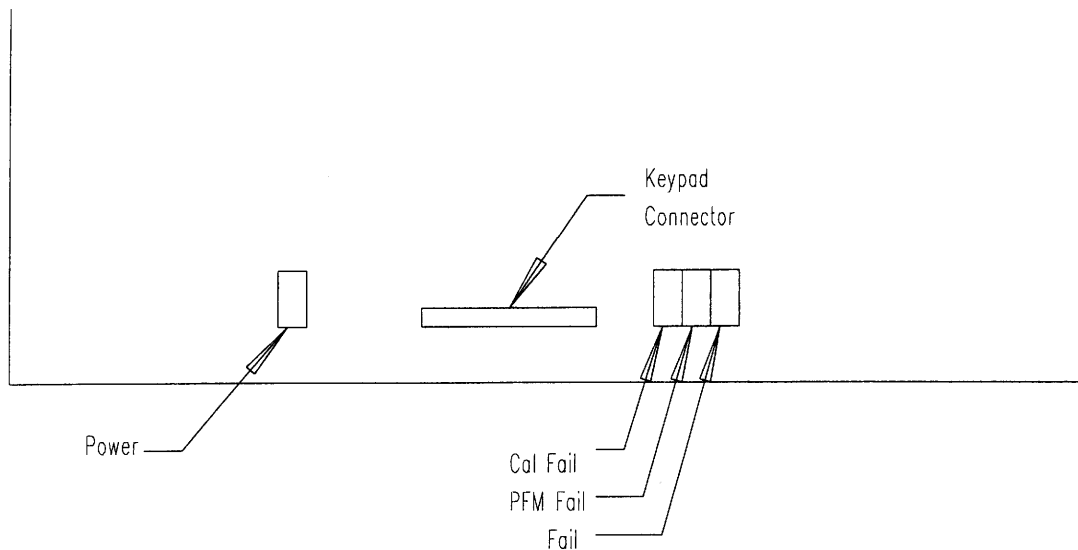 Keypad
Connector
Power
Cal Fail
PFM Fail
Fail